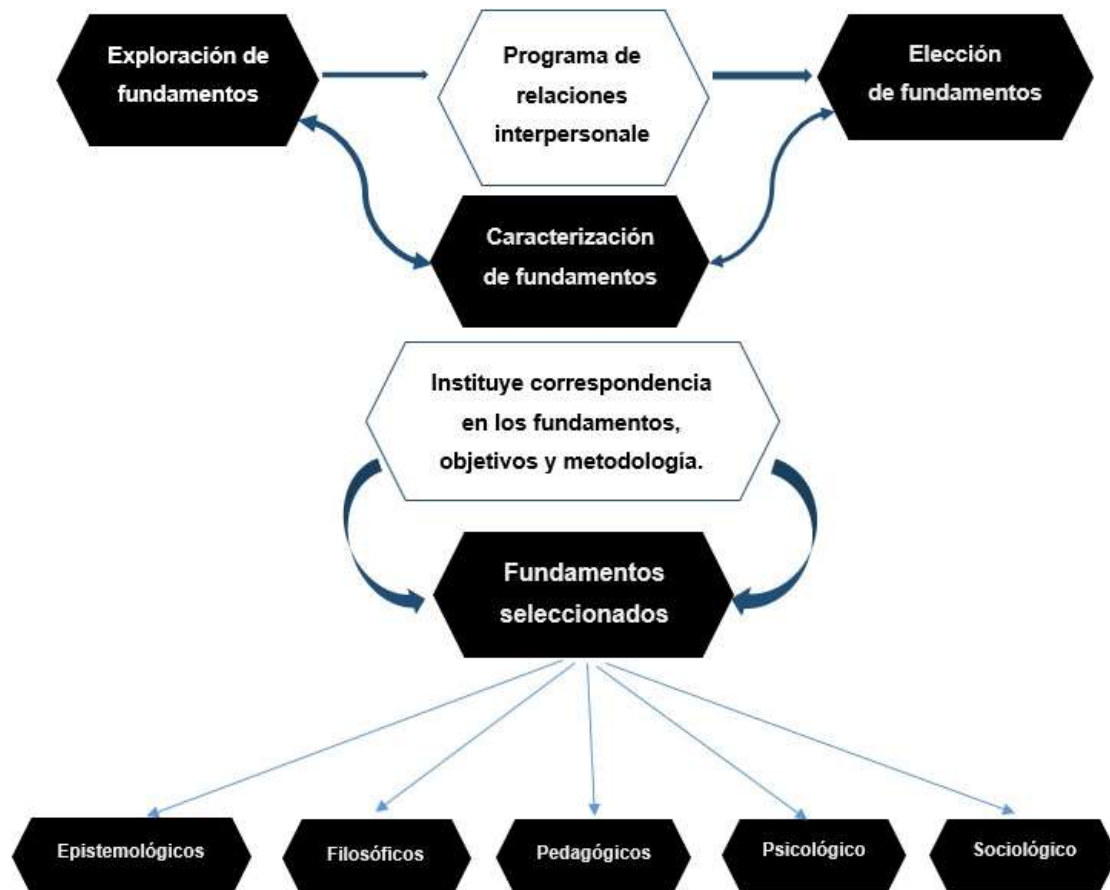 Exploración de
fundamentos
Programa de
relaciones
interpersonale
Elección
de fundamentos
Caracterización
de fundamentos
Instituye correspondencia
en los fundamentos,
objetivos y metodología.
Fundamentos
seleccionados
Epistemológicos
Filosóficos
Pedagógicos
Psicológico
Sociológico